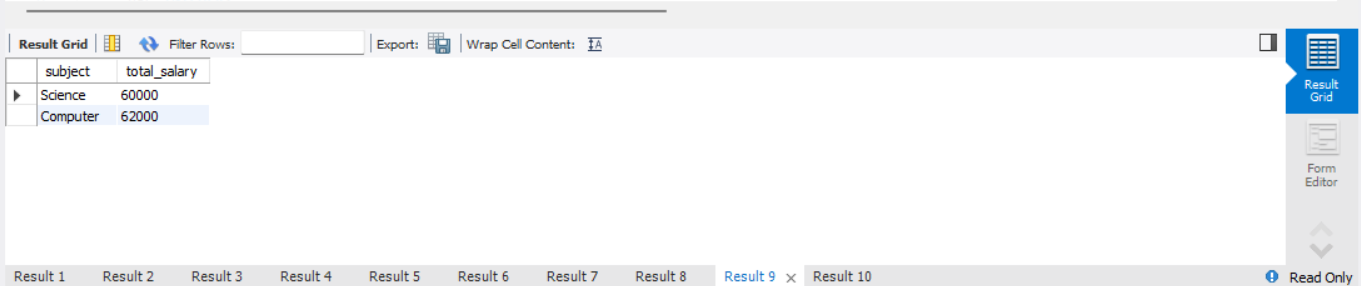 Result Grid Filter Rows: Export: Wrap Cell Content: IA
subject total_salary
Science 60000
Computer 62000
Result
Grid
Form
Editor
Result 1 Result 2 Result 3 Result 4 Result 5 Result 6 Result 7 Result 8 Result 9 × Result 10 Read Only